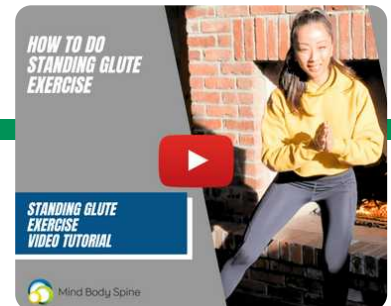 HOW TO DO
STANDING GLUTE
EXERCISE
STANDING GLUTE
EXERCISE
VIDEO TUTORIAL
Mind Body Spine